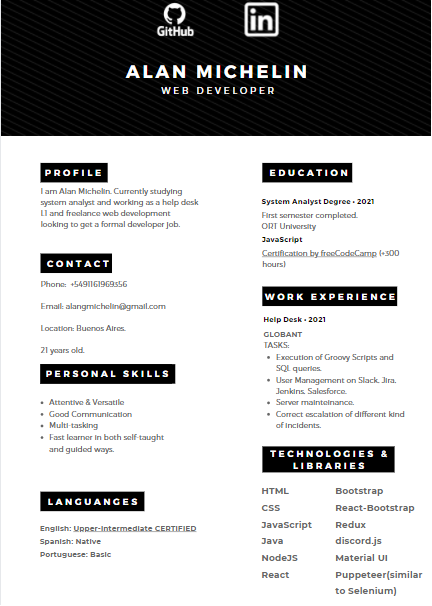 GitHub
in
ALAN MICHELIN
WEB DEVELOPER
PROFILE
I am Alan Michelin. Currently studying
system analyst and working as a help desk
L1 and freelance web development
looking to get a formal developer job.
CONTACT
Phone: +5491161969356
Email: alangmichelin@gmail.com
Location: Buenos Aires.
21 years old.
PERSONAL SKILLS
• Attentive & Versatile
• Good Communication
• Multi-tasking
• Fast learner in both self-taught
and guided ways.
LANGUANGES
English: Upper-Intermediate CERTIFIED
Spanish: Native
Portuguese: Basic
EDUCATION
System Analyst Degree • 2021
First semester completed.
ORT University
JavaScript
Certification by freeCodeCamp (+300
hours)
WORK EXPERIENCE
Help Desk • 2021
GLOBANT
TASKS:
• Execution of Groovy Scripts and
SQL queries.
• User Management on Slack, Jira,
Jenkins, Salesforce.
• Server mainteinance.
• Correct escalation of different kind
of incidents.
TECHNOLOGIES &
LIBRARIES
HTML
CSS
JavaScript
Java
NodeJS
React
Bootstrap
React-Bootstrap
Redux
discord.js
Material UI
Puppeteer(similar
to Selenium)